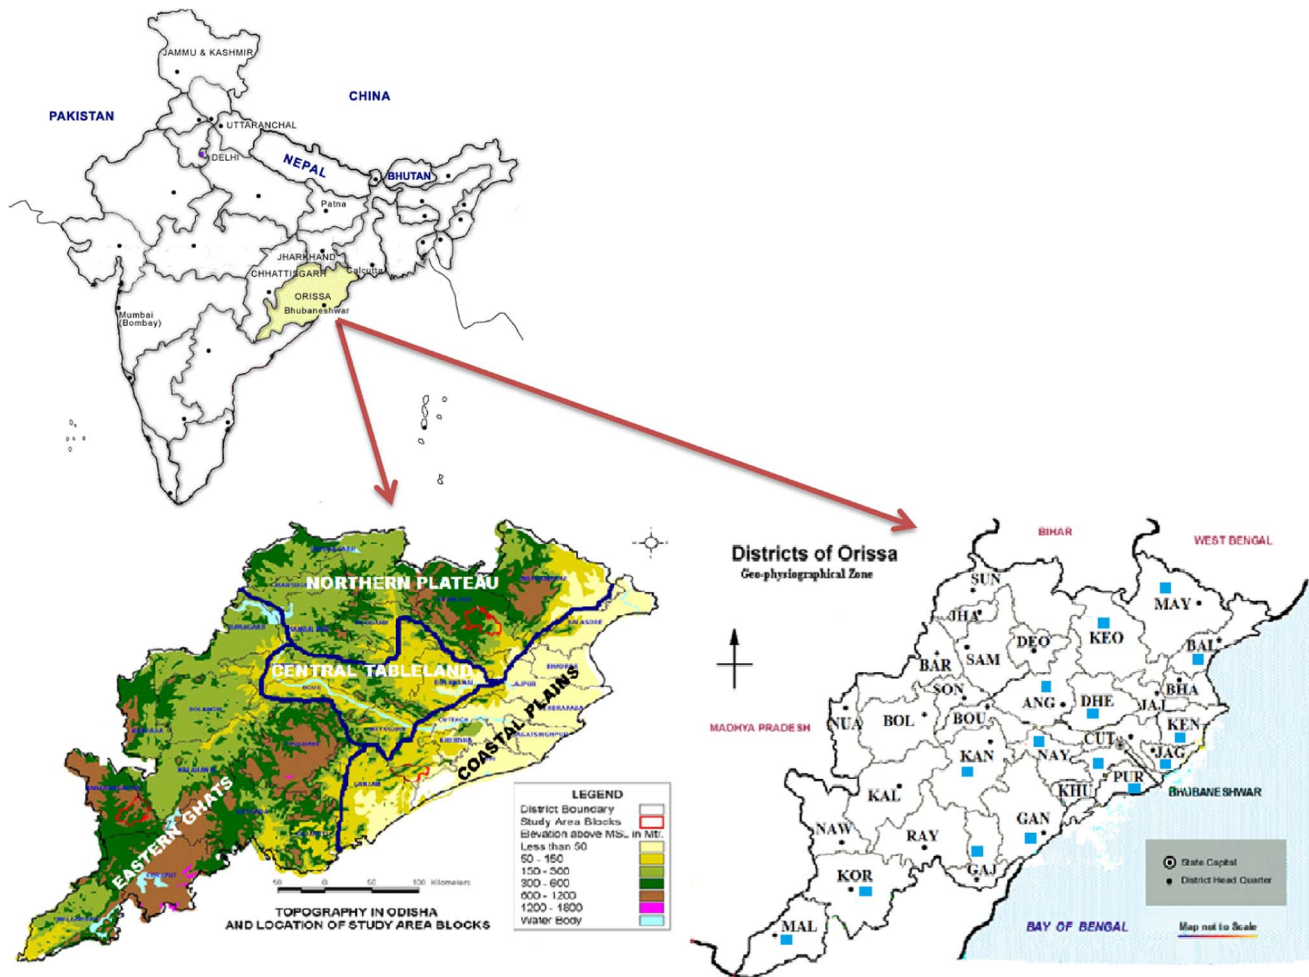 JAMMU & KASHMIR
CHINA
PAKISTAN
UTTARANCHAL
DELHI
NEPAL
BHUTAN
Patna
JHARKHAND
CHHATTISGARH
Calcutta
ORISSA
Bhubaneshwar
Mumbai
(Bombay)
NORTHERN PLATEAU
CENTRAL TABLELAND
COASTAL PLAINS
EASTERN GHATS
LEGEND
District Boundary
Study Area Blocks
Elevation above MSL in Mtr.
Less than 50
50 - 150
150 - 300
300 - 600
600 - 1200
1200 - 1800
Water Body
50 0 50 100 Kilometers
TOPOGRAPHY IN ODISHA
AND LOCATION OF STUDY AREA BLOCKS
Districts of Orissa
Geo-physiographical Zone
BIHAR
WEST BENGAL
SUN
MAY
JHA
DEO
KEO
BAL
BAR
SAM
SON
BHA
NUA
BOL
BOU
ANG
DHE
JAJ
KEN
MADHYA PRADESH
KAN
NAY
CUT
JAG
PUR
KHU
BHUBANESHWAR
KAL
NAW
RAY
GAN
GAJ
KOR
MAL
State Capital
District Head Quarter
BAY OF BENGAL
Map not to Scale